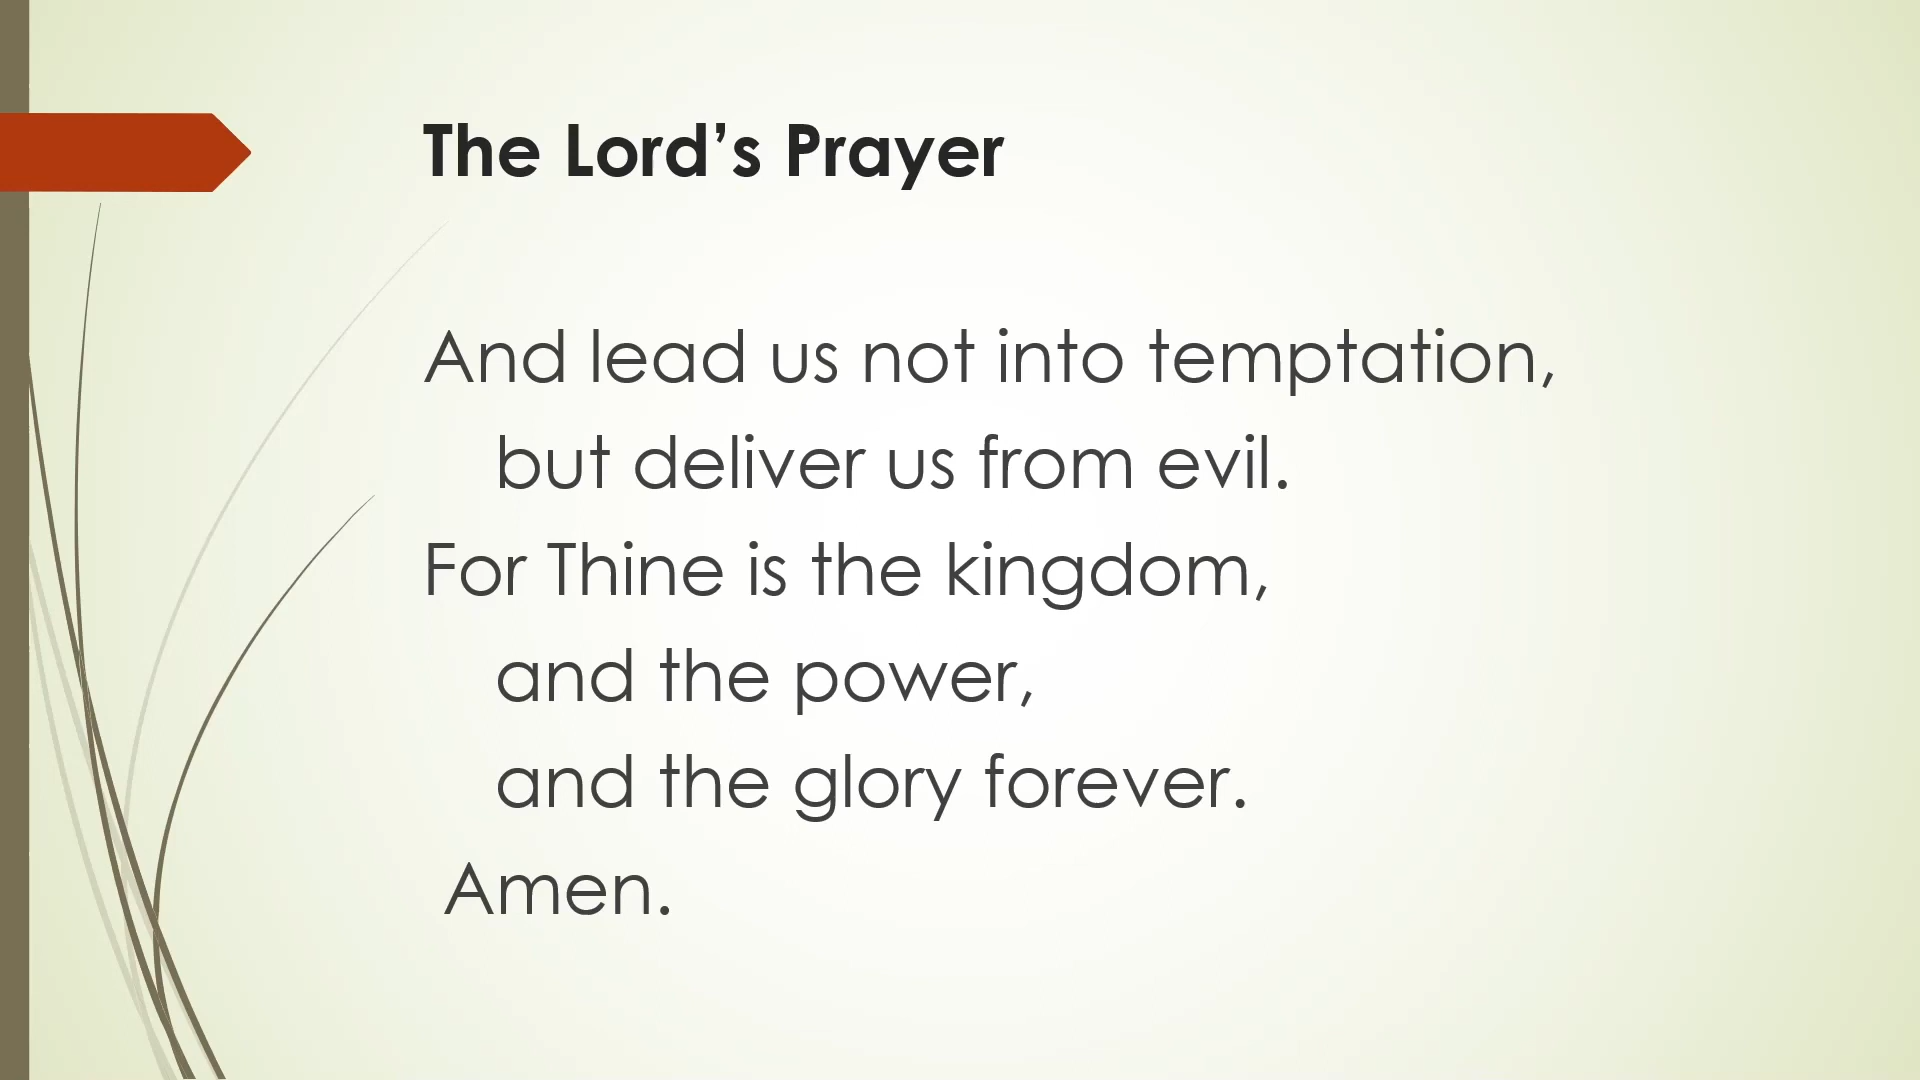 The Lord’s Prayer
And lead us not into temptation,
but deliver us from evil.
For Thine is the kingdom,
and the power,
and the glory forever.
Amen.